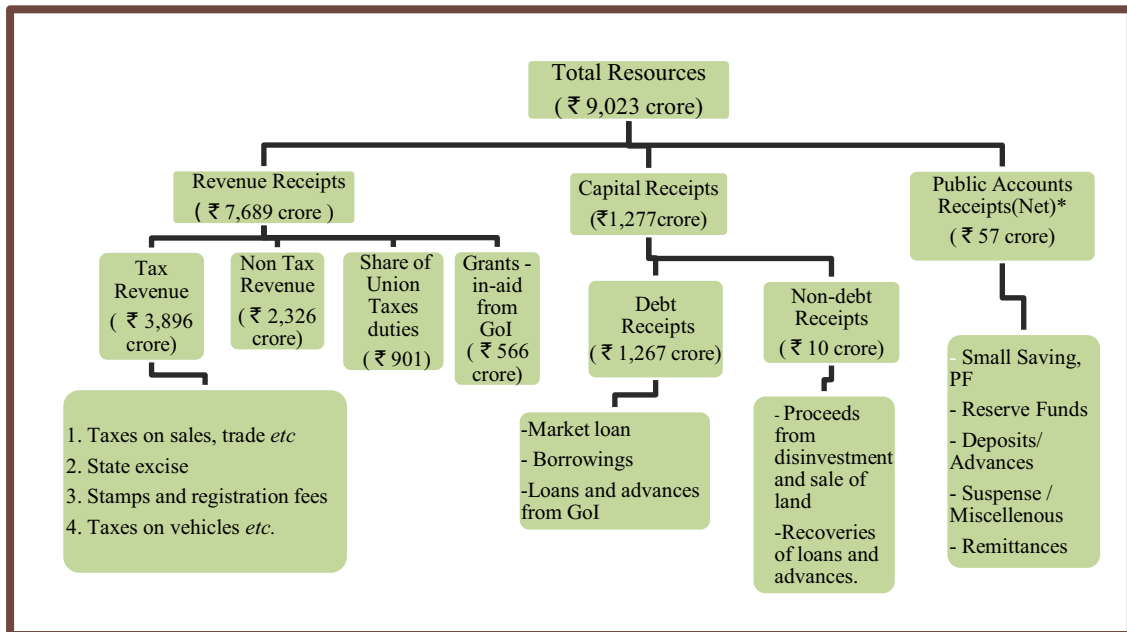 Total Resources
( ₹ 9,023 crore)
Revenue Receipts
( ₹ 7,689 crore )
Capital Receipts
(₹1,277crore)
Public Accounts
Receipts(Net)*
( ₹ 57 crore)
Tax
Revenue
( ₹ 3,896
crore)
Non Tax
Revenue
( ₹ 2,326
crore)
Share of
Union
Taxes
duties
( ₹ 901)
Grants -
in-aid
from
GoI
( ₹ 566
crore)
Debt
Receipts
( ₹ 1,267 crore)
Non-debt
Receipts
( ₹ 10 crore)
1. Taxes on sales, trade etc
2. State excise
3. Stamps and registration fees
4. Taxes on vehicles etc.
-Market loan
- Borrowings
-Loans and advances
from GoI
- Proceeds
from
disinvestment
and sale of
land
-Recoveries
of loans and
advances.
- Small Saving,
PF
- Reserve Funds
- Deposits/
Advances
- Suspense /
Miscellenous
- Remittances